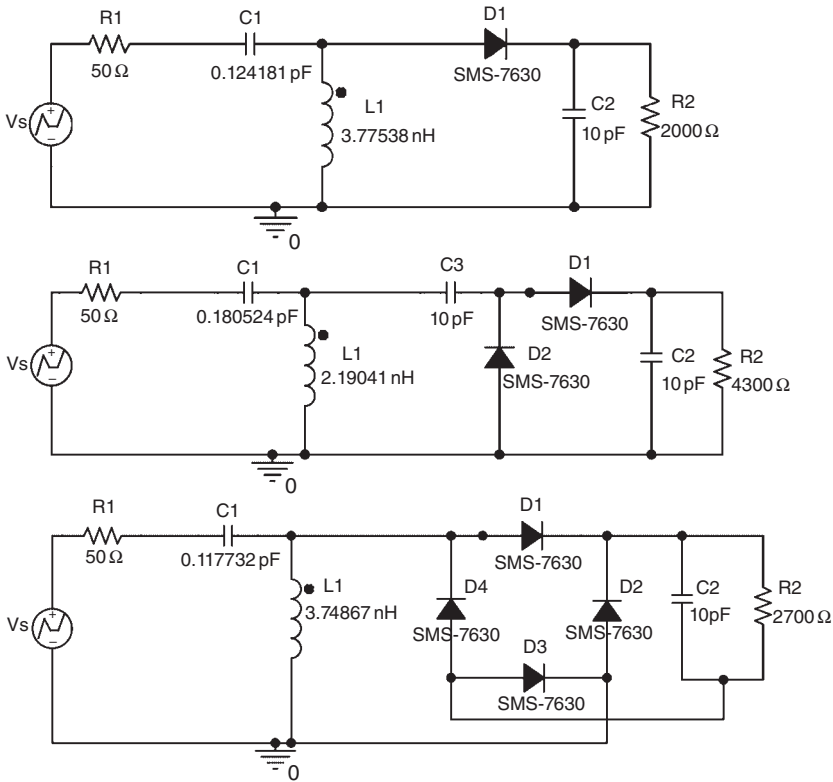 R1
50 Ω
C1
0.124181 pF
L1
3.77538 nH
D1
SMS-7630
C2
10 pF
R2
2000 Ω
Vs
+
−
0
R1
50 Ω
C1
0.180524 pF
L1
2.19041 nH
C3
10 pF
D1
SMS-7630
D2
SMS-7630
C2
10 pF
R2
4300 Ω
Vs
+
−
0
R1
50 Ω
C1
0.117732 pF
L1
3.74867 nH
D1
SMS-7630
D4
SMS-7630
D2
SMS-7630
D3
SMS-7630
C2
10pF
R2
2700 Ω
Vs
+
−
0